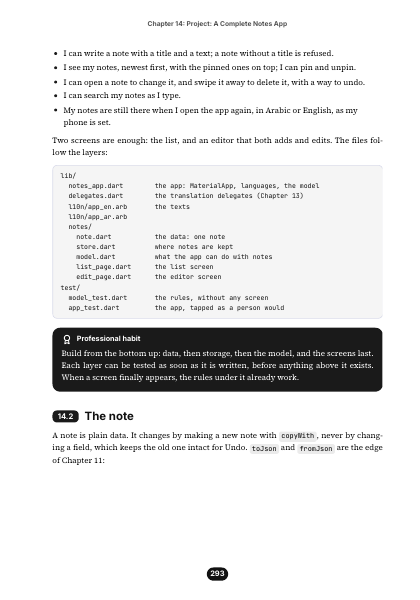 Chapter 14: Project: A Complete Notes App
• I can write a note with a title and a text; a note without a title is refused.
• I see my notes, newest first, with the pinned ones on top; I can pin and unpin.
• I can open a note to change it, and swipe it away to delete it, with a way to undo.
• I can search my notes as I type.
• My notes are still there when I open the app again, in Arabic or English, as my
phone is set.
Two screens are enough: the list, and an editor that both adds and edits. The files fol-
low the layers:
lib/
  notes_app.dart      the app: MaterialApp, languages, the model
  delegates.dart      the translation delegates (Chapter 13)
  l10n/app_en.arb     the texts
  l10n/app_ar.arb
  notes/
    note.dart         the data: one note
    store.dart        where notes are kept
    model.dart        what the app can do with notes
    list_page.dart    the list screen
    edit_page.dart    the editor screen
test/
  model_test.dart     the rules, without any screen
  app_test.dart       the app, tapped as a person would
Professional habit
Build from the bottom up: data, then storage, then the model, and the screens last.
Each layer can be tested as soon as it is written, before anything above it exists.
When a screen finally appears, the rules under it already work.
14.2 The note
A note is plain data. It changes by making a new note with copyWith, never by chang-
ing a field, which keeps the old one intact for Undo. toJson and fromJson are the edge
of Chapter 11:
293